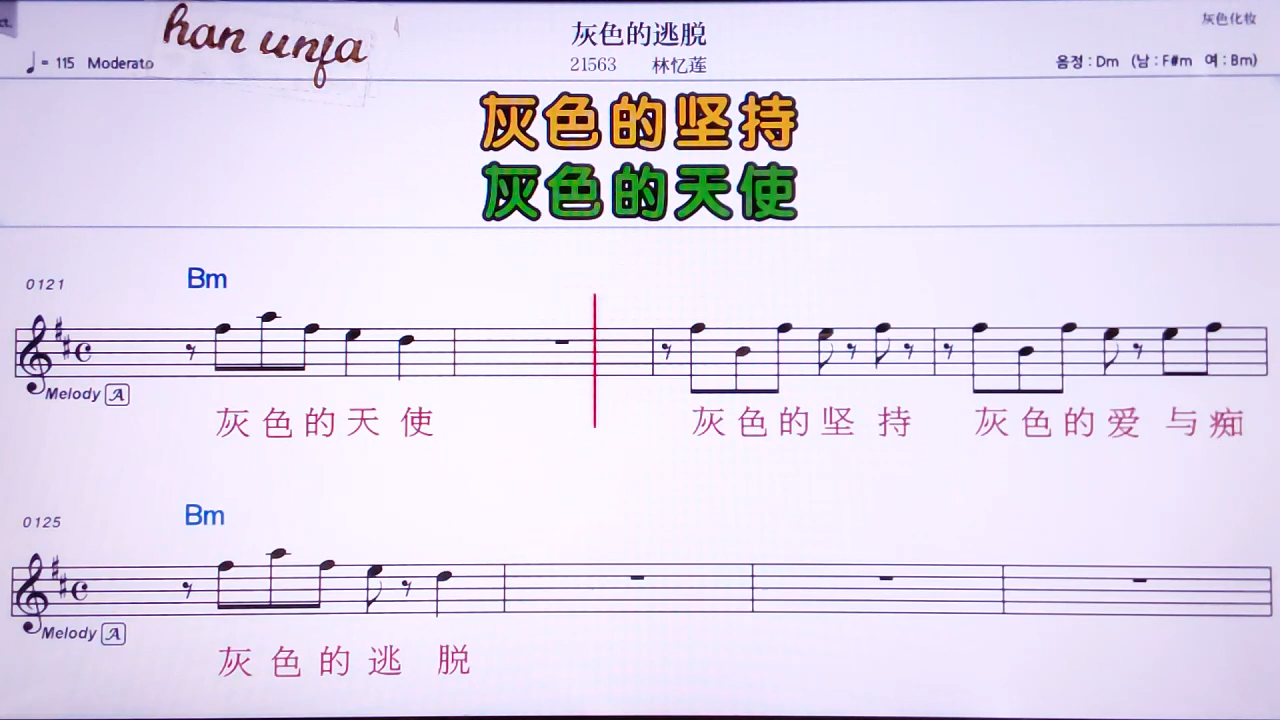 ct.
han unfa
灰色的逃脱
灰色化妆
♩= 115 Moderato
21563 林忆莲
음정 : Dm (남 : F#m 여 : Bm)
灰色的坚持
灰色的天使
0121
Bm
Melody A
灰色的天使 灰色的坚持 灰色的爱与痴
0125
Bm
Melody A
灰色的逃脱